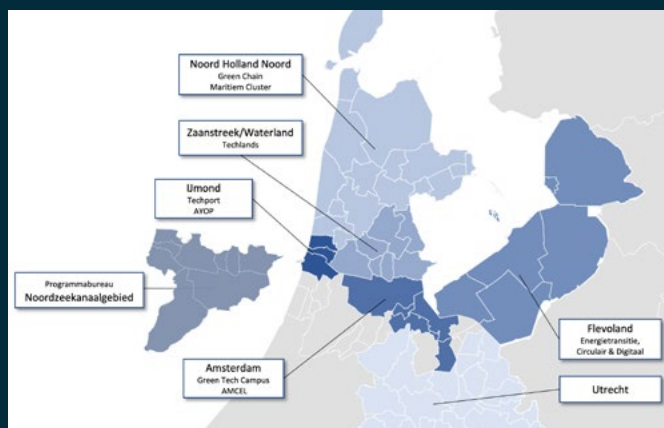 Noord Holland Noord
Green Chain
Maritiem Cluster
Zaanstreek/Waterland
Techlands
IJmond
Techport
AYOP
Programmabureau
Noordzeekanaalgebied
Amsterdam
Green Tech Campus
AMCEL
Flevoland
Energietransitie,
Circulair & Digitaal
Utrecht